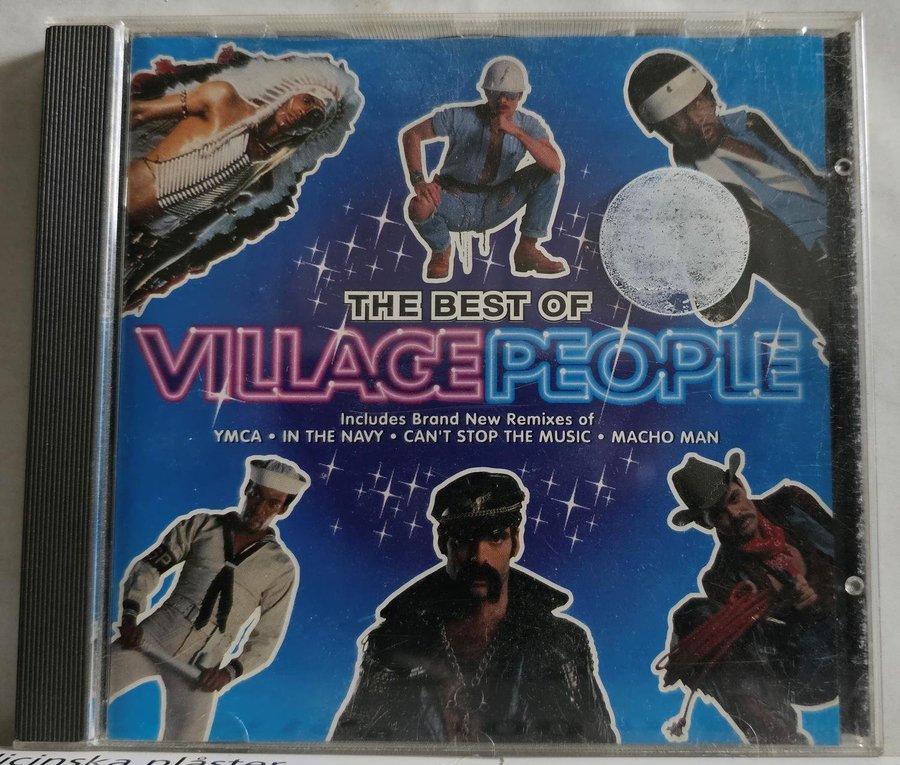 THE BEST OF
VILLAGE PEOPLE
Includes Brand New Remixes of
YMCA • IN THE NAVY • CAN'T STOP THE MUSIC • MACHO MAN